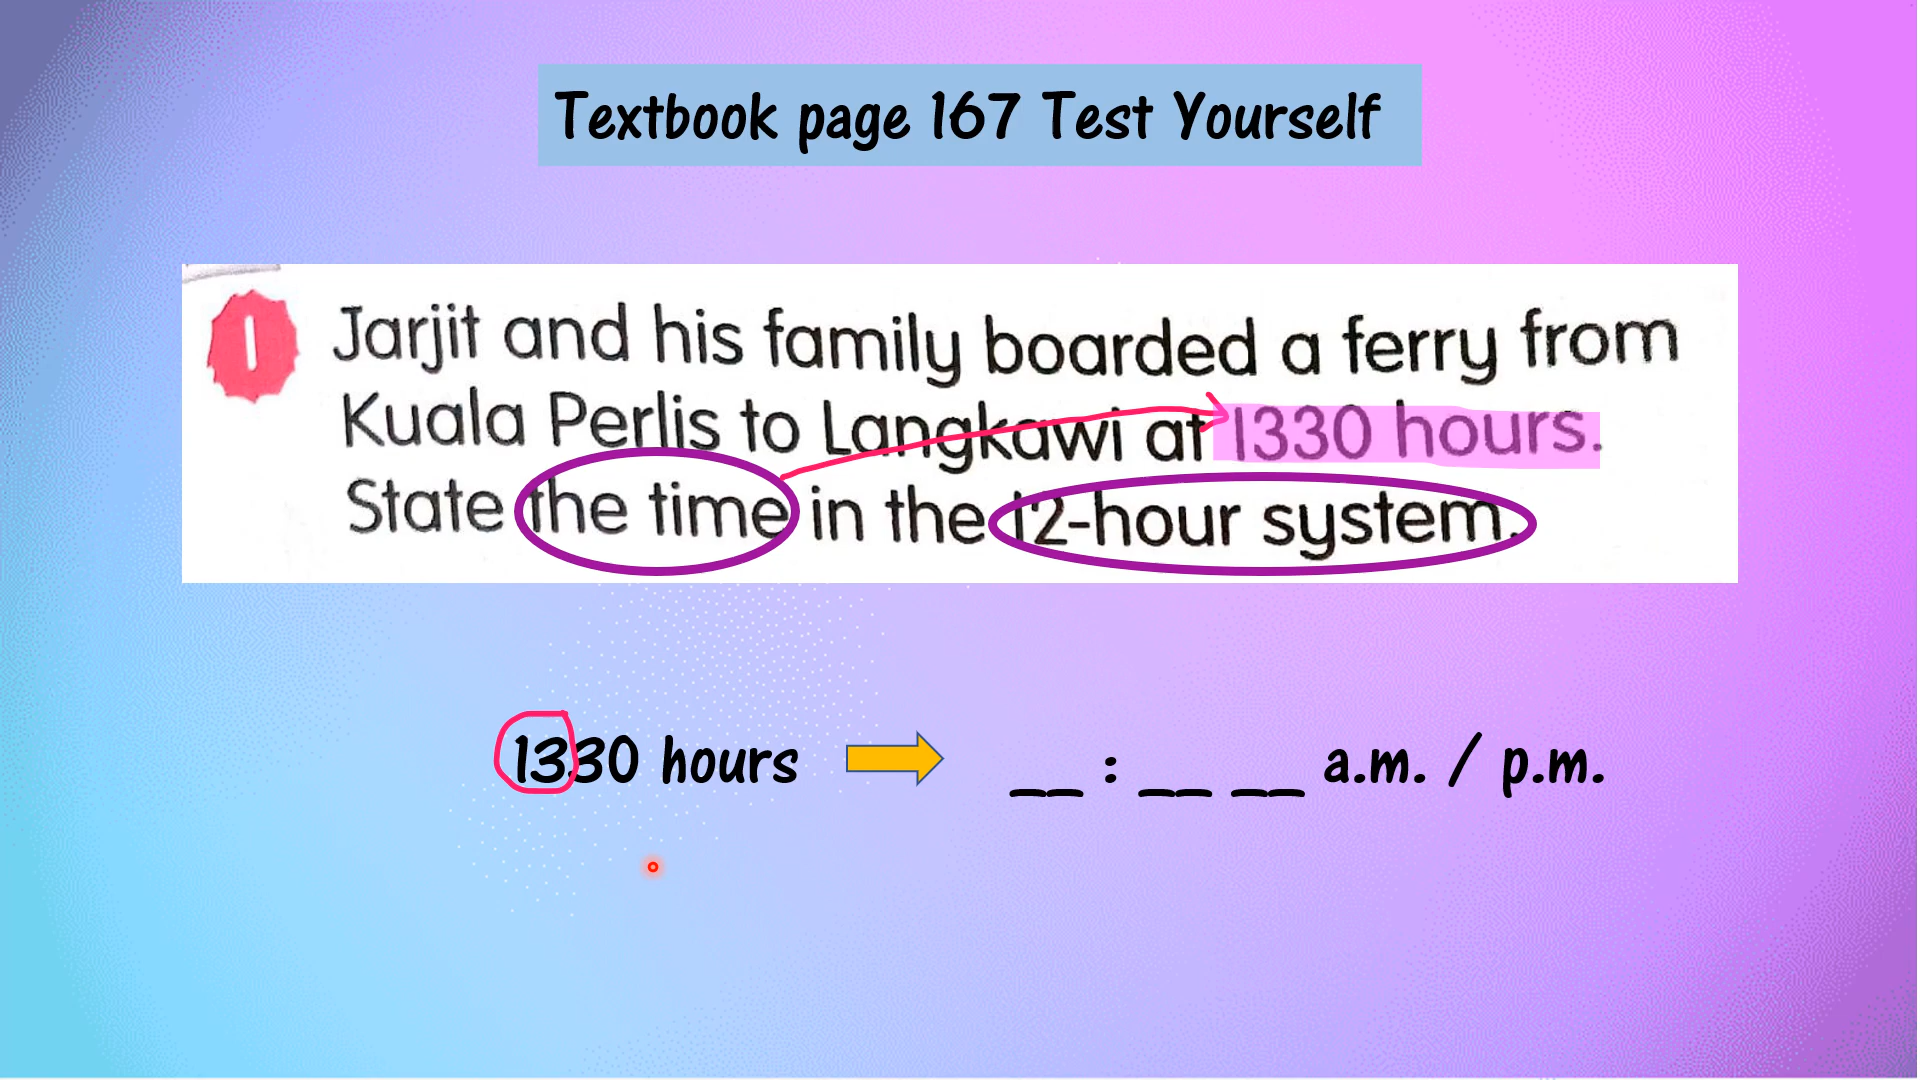 Textbook page 167 Test Yourself
1 Jarjit and his family boarded a ferry from
Kuala Perlis to Langkawi at 1330 hours.
State the time in the 12-hour system.
1330 hours __ : __ __ a.m. / p.m.